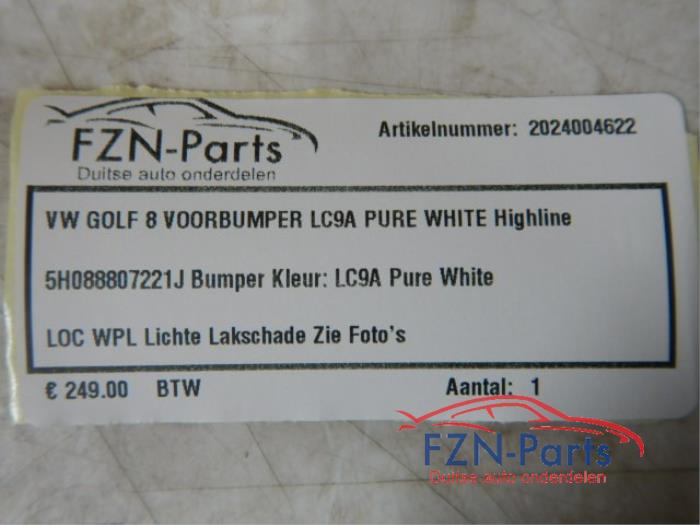 FZN-Parts
Duitse auto onderdelen
Artikelnummer: 2024004622
VW GOLF 8 VOORBUMPER LC9A PURE WHITE Highline
5H088807221J Bumper Kleur: LC9A Pure White
LOC WPL Lichte Lakschade Zie Foto's
€ 249.00 BTW
Aantal: 1
FZN-Parts
Duitse auto onderdelen